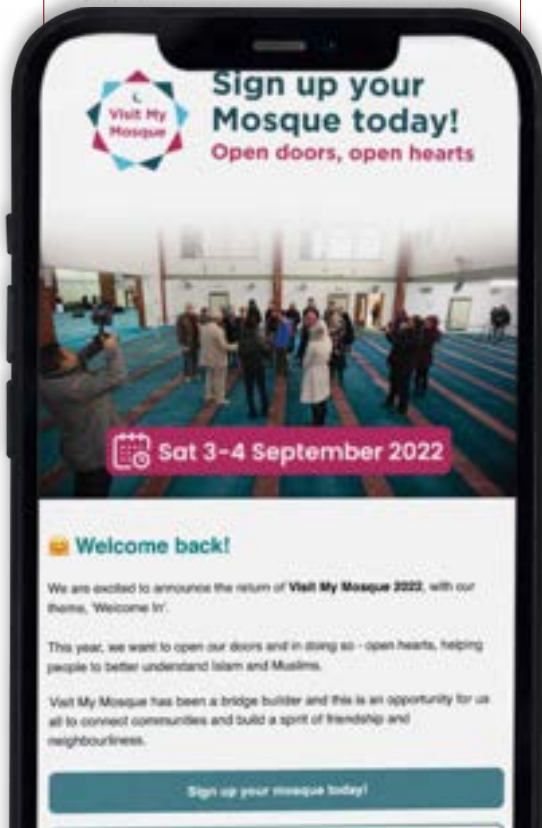 Visit My
Mosque
Sign up your
Mosque today!
Open doors, open hearts
Sat 3-4 September 2022
Welcome back!
We are excited to announce the return of Visit My Mosque 2022, with our
theme, 'Welcome In'.
This year, we want to open our doors and in doing so - open hearts, helping
people to better understand Islam and Muslims.
Visit My Mosque has been a bridge builder and this is an opportunity for us
all to connect communities and build a spirit of friendship and
neighbourliness.
Sign up your mosque today!